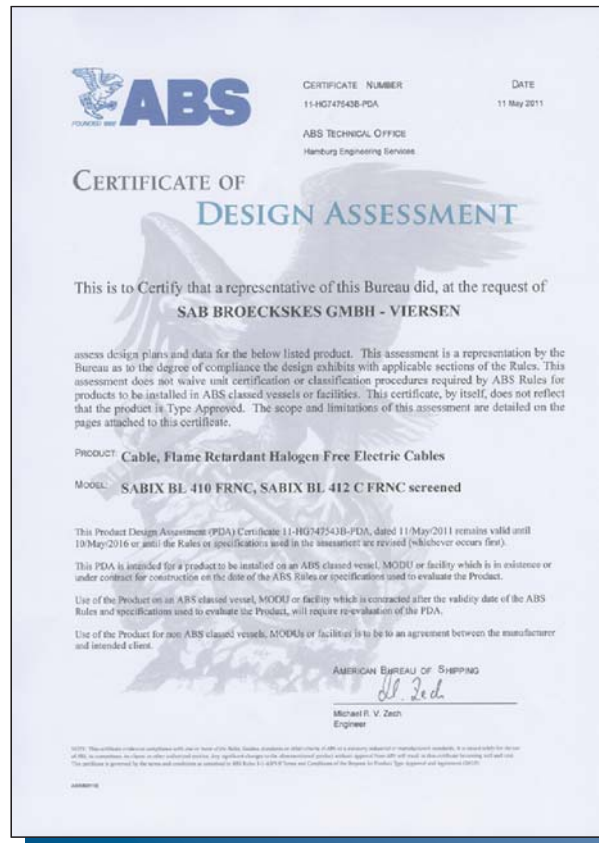 ABS
FOUNDED 1862
CERTIFICATE NUMBER
DATE
11-HG747543B-PDA
11 May 2011
ABS TECHNICAL OFFICE
Hamburg Engineering Services
CERTIFICATE OF
DESIGN ASSESSMENT
This is to Certify that a representative of this Bureau did, at the request of
SAB BROECKSKES GMBH - VIERSEN
assess design plans and data for the below listed product. This assessment is a representation by the
Bureau as to the degree of compliance the design exhibits with applicable sections of the Rules. This
assessment does not waive unit certification or classification procedures required by ABS Rules for
products to be installed in ABS classed vessels or facilities. This certificate, by itself, does not reflect
that the product is Type Approved. The scope and limitations of this assessment are detailed on the
pages attached to this certificate.
PRODUCT: Cable, Flame Retardant Halogen Free Electric Cables
MODEL: SABIX BL 410 FRNC, SABIX BL 412 C FRNC screened
This Product Design Assessment (PDA) Certificate 11-HG747543B-PDA, dated 11/May/2011 remains valid until
10/May/2016 or until the Rules or specifications used in the assessment are revised (whichever occurs first).
This PDA is intended for a product to be installed on an ABS classed vessel, MODU or facility which is in existence or
under contract for construction on the date of the ABS Rules or specifications used to evaluate the Product.
Use of the Product on an ABS classed vessel, MODU or facility which is contracted after the validity date of the ABS
Rules and specifications used to evaluate the Product, will require re-evaluation of the PDA.
Use of the Product for non ABS classed vessels, MODUs or facilities is to be to an agreement between the manufacturer
and intended client.
AMERICAN BUREAU OF SHIPPING
Michael R. V. Zech
Engineer